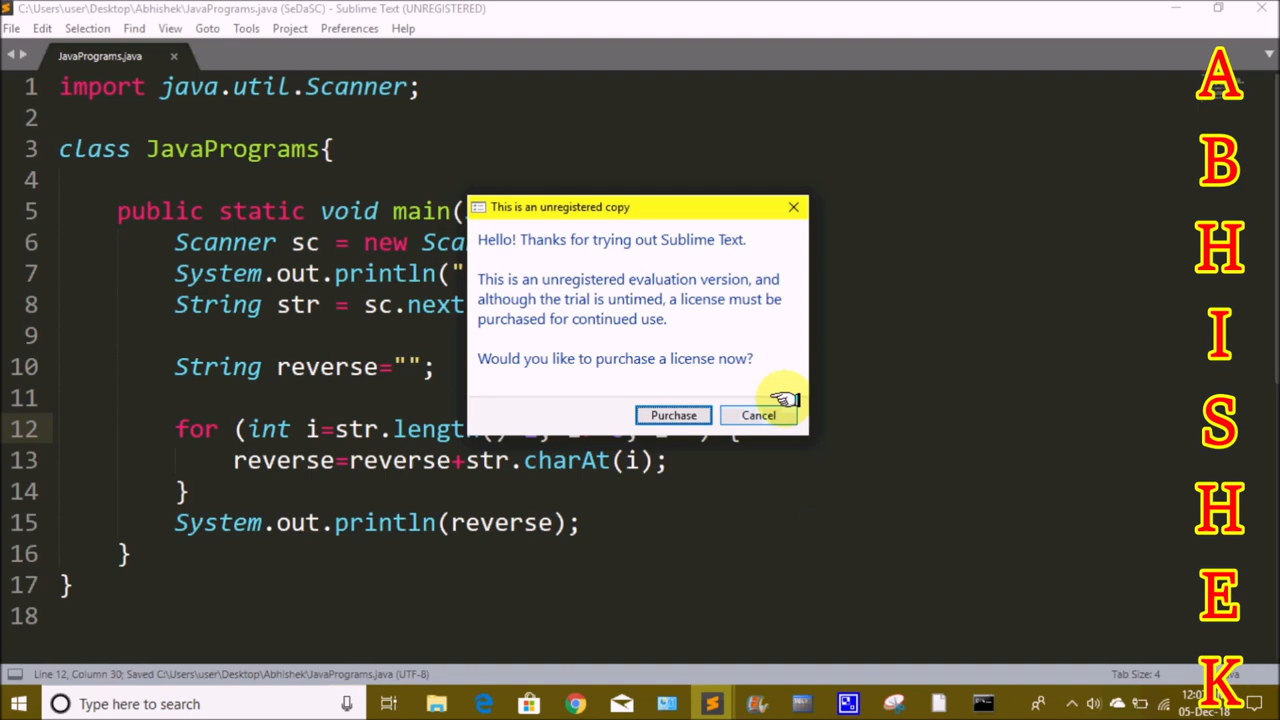 C:\Users\user\Desktop\Abhishek\JavaPrograms.java (SeDaSC) - Sublime Text (UNREGISTERED)
File Edit Selection Find View Goto Tools Project Preferences Help
JavaPrograms.java
1 import java.util.Scanner;
2
3 class JavaPrograms{
4
5 public static void main(
6 Scanner sc = new
7 System.out.println("
8 String str = sc.next
9
10 String reverse="";
11
12 for (int i=str.length
13 reverse=reverse+str.charAt(i);
14 }
15 System.out.println(reverse);
16 }
17 }
18
This is an unregistered copy
Hello! Thanks for trying out Sublime Text.
This is an unregistered evaluation version, and
although the trial is untimed, a license must be
purchased for continued use.
Would you like to purchase a license now?
Purchase Cancel
A
B
H
I
S
H
E
K
Line 12, Column 30; Saved C:\Users\user\Desktop\Abhishek\JavaPrograms.java (UTF-8)
Tab Size: 4
Type here to search
05-Dec-18